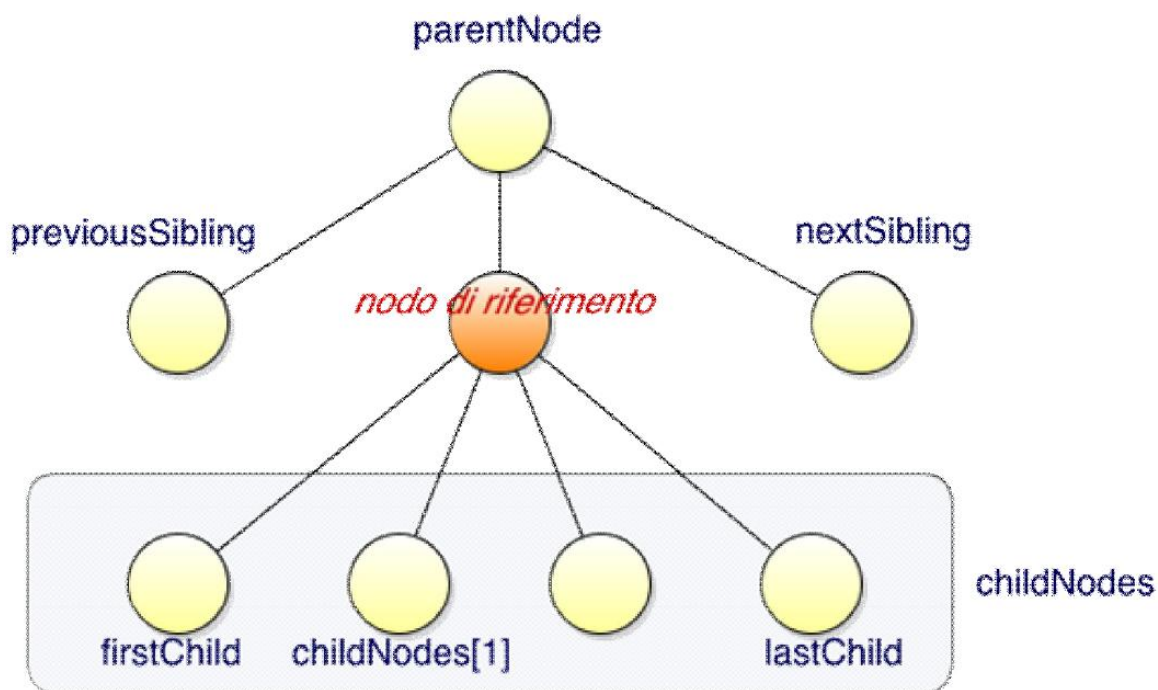 parentNode
previousSibling
nextSibling
nodo di riferimento
childNodes
firstChild
childNodes[1]
lastChild